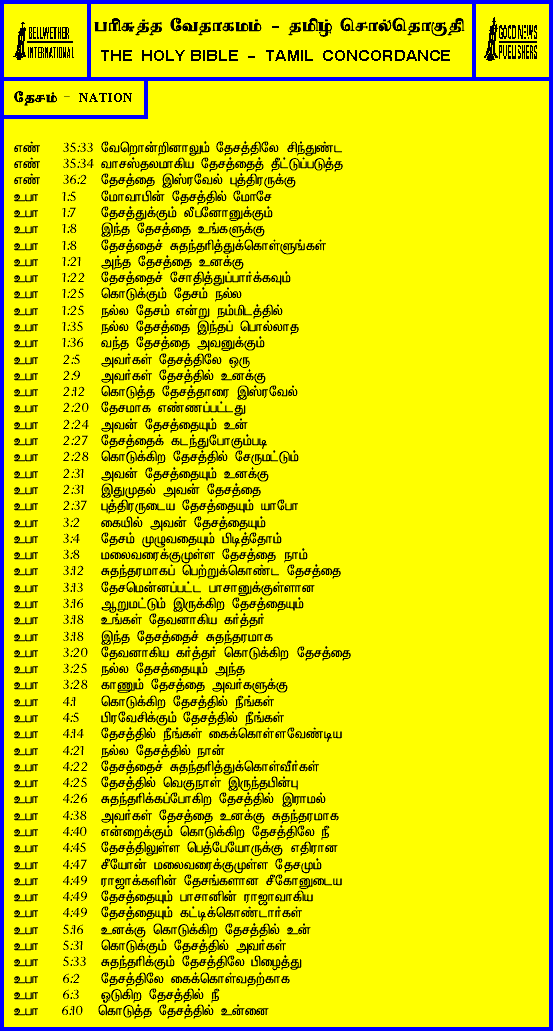 BELLWETHER
INTERNATIONAL
பரிசுத்த வேதாகமம் - தமிழ் சொல்தொகுதி
THE HOLY BIBLE - TAMIL CONCORDANCE
GOOD NEWS
PUBLISHERS
தேசம் - NATION
எண் 35:33 வேறொன்றினாலும் தேசத்திலே சிந்துண்ட
எண் 35:34 வாசஸ்தலமாகிய தேசத்தைத் தீட்டுப்படுத்த
எண் 36:2 தேசத்தை இஸ்ரவேல் புத்திரருக்கு
உபா 1:5 மோவாபின் தேசத்தில் மோசே
உபா 1:7 தேசத்துக்கும் லீபனோனுக்கும்
உபா 1:8 இந்த தேசத்தை உங்களுக்கு
உபா 1:8 தேசத்தைச் சுதந்தரித்துக்கொள்ளுங்கள்
உபா 1:21 அந்த தேசத்தை உனக்கு
உபா 1:22 தேசத்தைச் சோதித்துப்பார்க்கவும்
உபா 1:25 கொடுக்கும் தேசம் நல்ல
உபா 1:25 நல்ல தேசம் என்று நம்மிடத்தில்
உபா 1:35 நல்ல தேசத்தை இந்தப் பொல்லாத
உபா 1:36 வந்த தேசத்தை அவனுக்கும்
உபா 2:5 அவர்கள் தேசத்திலே ஒரு
உபா 2:9 அவர்கள் தேசத்தில் உனக்கு
உபா 2:12 கொடுத்த தேசத்தாரை இஸ்ரவேல்
உபா 2:20 தேசமாக எண்ணப்பட்டது
உபா 2:24 அவன் தேசத்தையும் உன்
உபா 2:27 தேசத்தைக் கடந்துபோகும்படி
உபா 2:28 கொடுக்கிற தேசத்தில் சேருமட்டும்
உபா 2:31 அவன் தேசத்தையும் உனக்கு
உபா 2:31 இதுமுதல் அவன் தேசத்தை
உபா 2:37 புத்திரருடைய தேசத்தையும் யாபோ
உபா 3:2 கையில் அவன் தேசத்தையும்
உபா 3:4 தேசம் முழுவதையும் பிடித்தோம்
உபா 3:8 மலைவரைக்குமுள்ள தேசத்தை நாம்
உபா 3:12 சுதந்தரமாகப் பெற்றுக்கொண்ட தேசத்தை
உபா 3:13 தேசமென்னப்பட்ட பாசானுக்குள்ளான
உபா 3:16 ஆறுமட்டும் இருக்கிற தேசத்தையும்
உபா 3:18 உங்கள் தேவனாகிய கர்த்தர்
உபா 3:18 இந்த தேசத்தைச் சுதந்தரமாக
உபா 3:20 தேவனாகிய கர்த்தர் கொடுக்கிற தேசத்தை
உபா 3:25 நல்ல தேசத்தையும் அந்த
உபா 3:28 காணும் தேசத்தை அவர்களுக்கு
உபா 4:1 கொடுக்கிற தேசத்தில் நீங்கள்
உபா 4:5 பிரவேசிக்கும் தேசத்தில் நீங்கள்
உபா 4:14 தேசத்தில் நீங்கள் கைக்கொள்ளவேண்டிய
உபா 4:21 நல்ல தேசத்தில் நான்
உபா 4:22 தேசத்தைச் சுதந்தரித்துக்கொள்வீர்கள்
உபா 4:25 தேசத்தில் வெகுநாள் இருந்தபின்பு
உபா 4:26 சுதந்தரிக்கப்போகிற தேசத்தில் இராமல்
உபா 4:38 அவர்கள் தேசத்தை உனக்கு சுதந்தரமாக
உபா 4:40 என்றைக்கும் கொடுக்கிற தேசத்திலே நீ
உபா 4:45 தேசத்திலுள்ள பெத்பேயோருக்கு எதிரான
உபா 4:47 சீயோன் மலைவரைக்குமுள்ள தேசமும்
உபா 4:49 ராஜாக்களின் தேசங்களான சீகோனுடைய
உபா 4:49 தேசத்தையும் பாசானின் ராஜாவாகிய
உபா 4:49 தேசத்தையும் கட்டிக்கொண்டார்கள்
உபா 5:16 உனக்கு கொடுக்கிற தேசத்தில் உன்
உபா 5:31 கொடுக்கும் தேசத்தில் அவர்கள்
உபா 5:33 சுதந்தரிக்கும் தேசத்திலே பிழைத்து
உபா 6:2 தேசத்திலே கைக்கொள்வதற்காக
உபா 6:3 ஓடுகிற தேசத்தில் நீ
உபா 6:10 கொடுத்த தேசத்தில் உன்னை